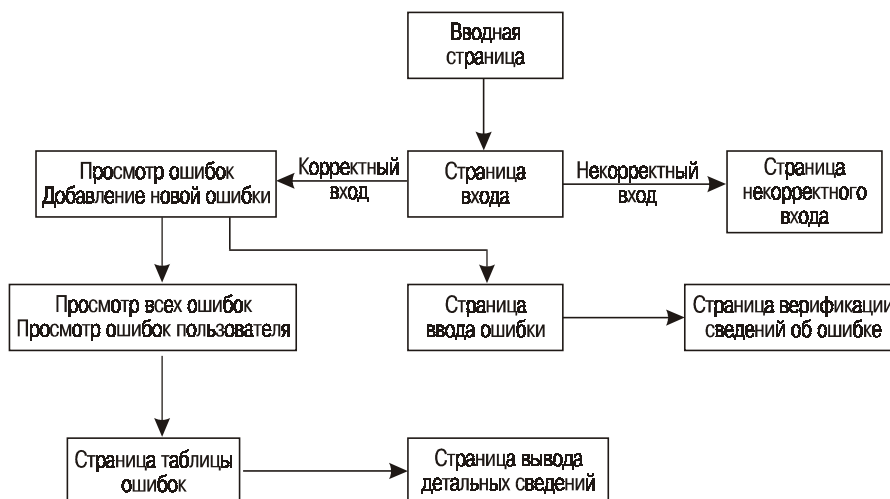 Вводная
страница
Просмотр ошибок
Добавление новой ошибки
Корректный
вход
Страница
входа
Некорректный
вход
Страница
некорректного
входа
Просмотр всех ошибок
Просмотр ошибок пользователя
Страница
ввода ошибки
Страница верификации
сведений об ошибке
Страница таблицы
ошибок
Страница вывода
детальных сведений